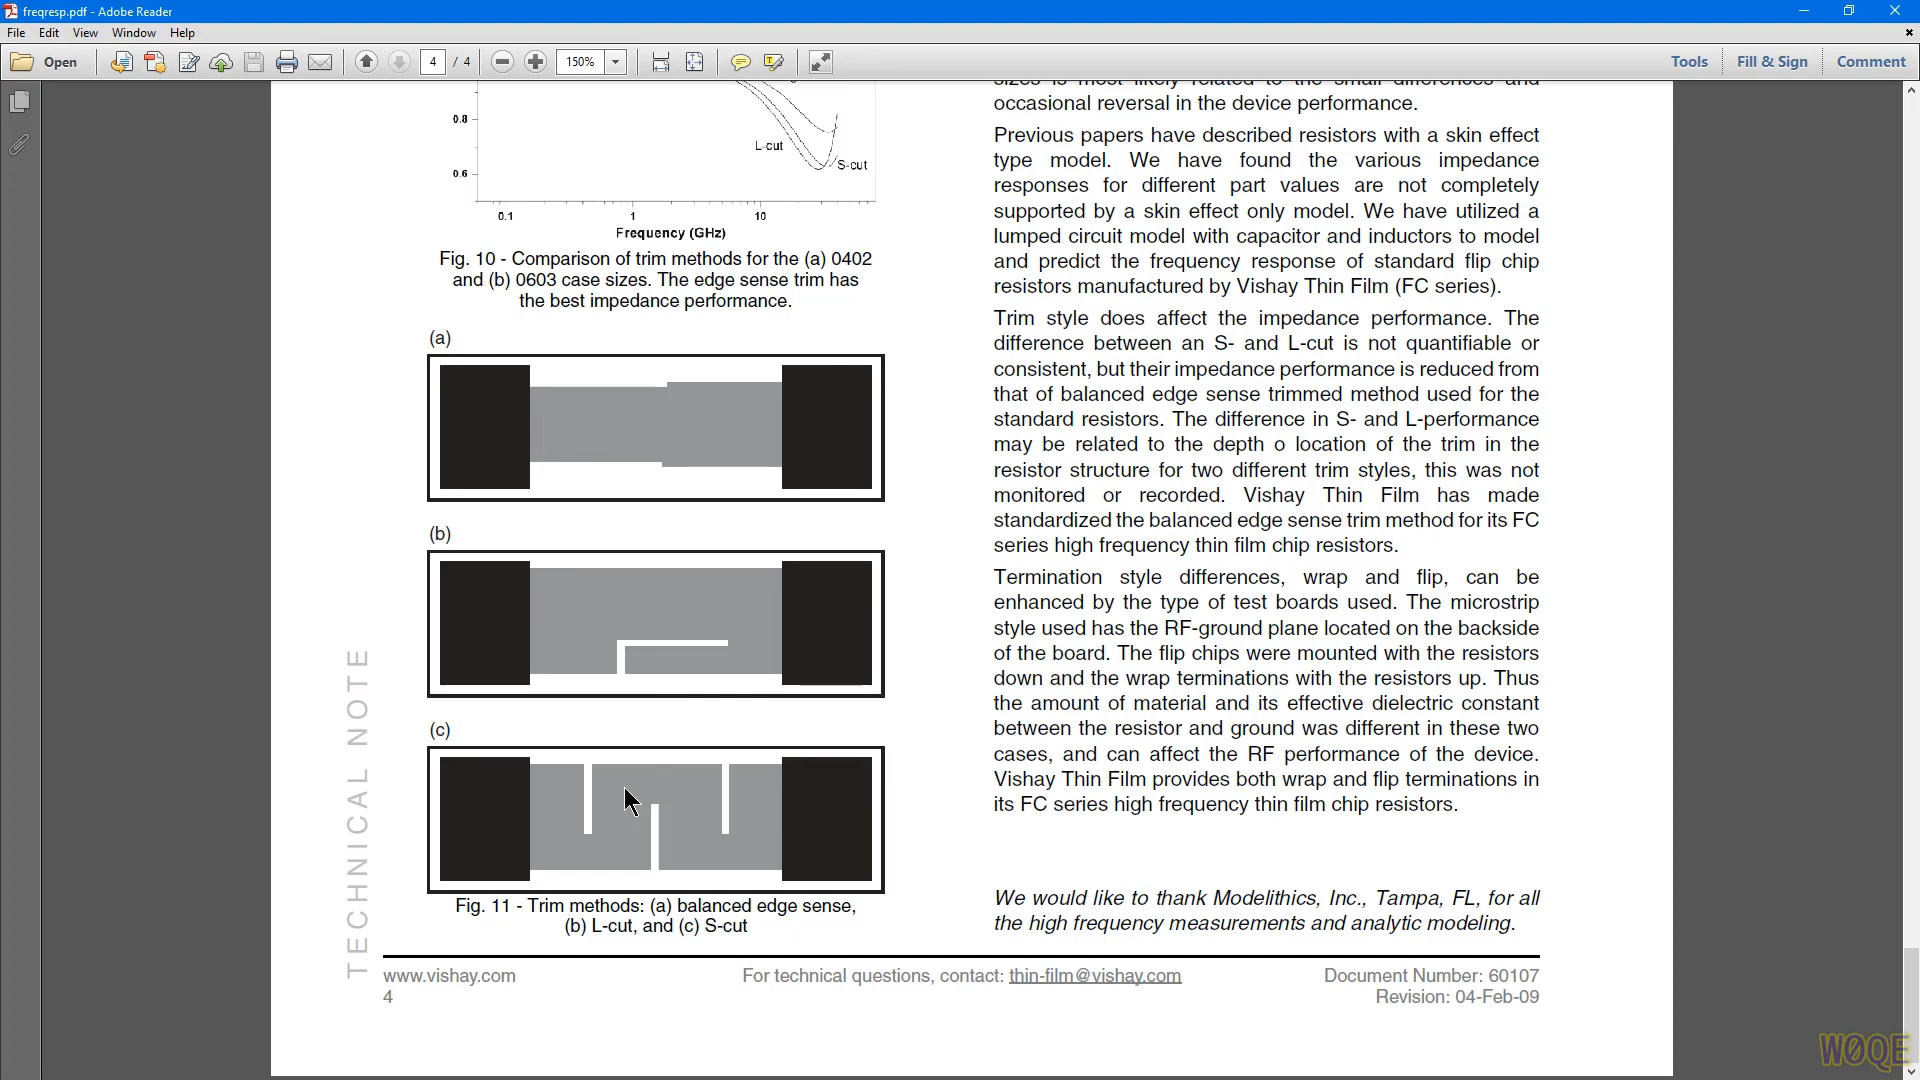 freqresp.pdf - Adobe Reader
File Edit View Window Help
Open
4 / 4
150%
Tools Fill & Sign Comment
0.8
0.6
L-cut
S-cut
0.1 1 10
Frequency (GHz)
Fig. 10 - Comparison of trim methods for the (a) 0402
and (b) 0603 case sizes. The edge sense trim has
the best impedance performance.
(a)
(b)
(c)
Fig. 11 - Trim methods: (a) balanced edge sense,
(b) L-cut, and (c) S-cut
TECHNICAL NOTE
sizes is most likely related to the small differences and
occasional reversal in the device performance.
Previous papers have described resistors with a skin effect
type model. We have found the various impedance
responses for different part values are not completely
supported by a skin effect only model. We have utilized a
lumped circuit model with capacitor and inductors to model
and predict the frequency response of standard flip chip
resistors manufactured by Vishay Thin Film (FC series).
Trim style does affect the impedance performance. The
difference between an S- and L-cut is not quantifiable or
consistent, but their impedance performance is reduced from
that of balanced edge sense trimmed method used for the
standard resistors. The difference in S- and L-performance
may be related to the depth o location of the trim in the
resistor structure for two different trim styles, this was not
monitored or recorded. Vishay Thin Film has made
standardized the balanced edge sense trim method for its FC
series high frequency thin film chip resistors.
Termination style differences, wrap and flip, can be
enhanced by the type of test boards used. The microstrip
style used has the RF-ground plane located on the backside
of the board. The flip chips were mounted with the resistors
down and the wrap terminations with the resistors up. Thus
the amount of material and its effective dielectric constant
between the resistor and ground was different in these two
cases, and can affect the RF performance of the device.
Vishay Thin Film provides both wrap and flip terminations in
its FC series high frequency thin film chip resistors.
We would like to thank Modelithics, Inc., Tampa, FL, for all
the high frequency measurements and analytic modeling.
www.vishay.com
4
For technical questions, contact: thin-film@vishay.com
Document Number: 60107
Revision: 04-Feb-09
W0QE